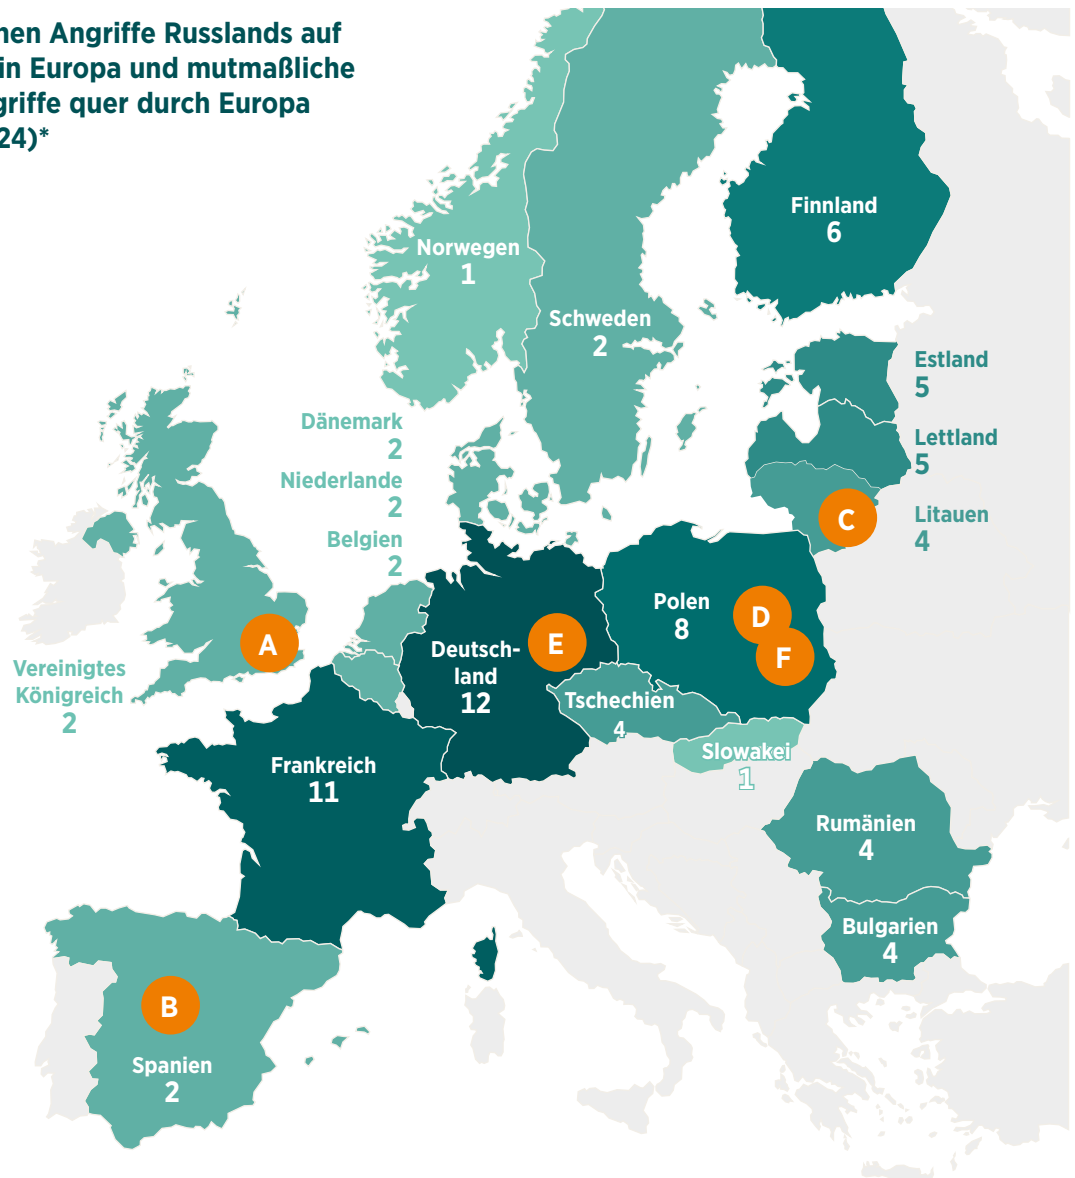 nen Angriffe Russlands auf
in Europa und mutmaßliche
griffe quer durch Europa
24)*
Finnland
6
Norwegen
1
Schweden
2
Estland
5
Dänemark
2
Lettland
5
Niederlande
2
Litauen
4
C
Belgien
2
Polen
8
D
F
A
Deutsch-
land
12
E
Vereinigtes
Königreich
2
Tschechien
4
Slowakei
1
Frankreich
11
Rumänien
4
Bulgarien
4
B
Spanien
2